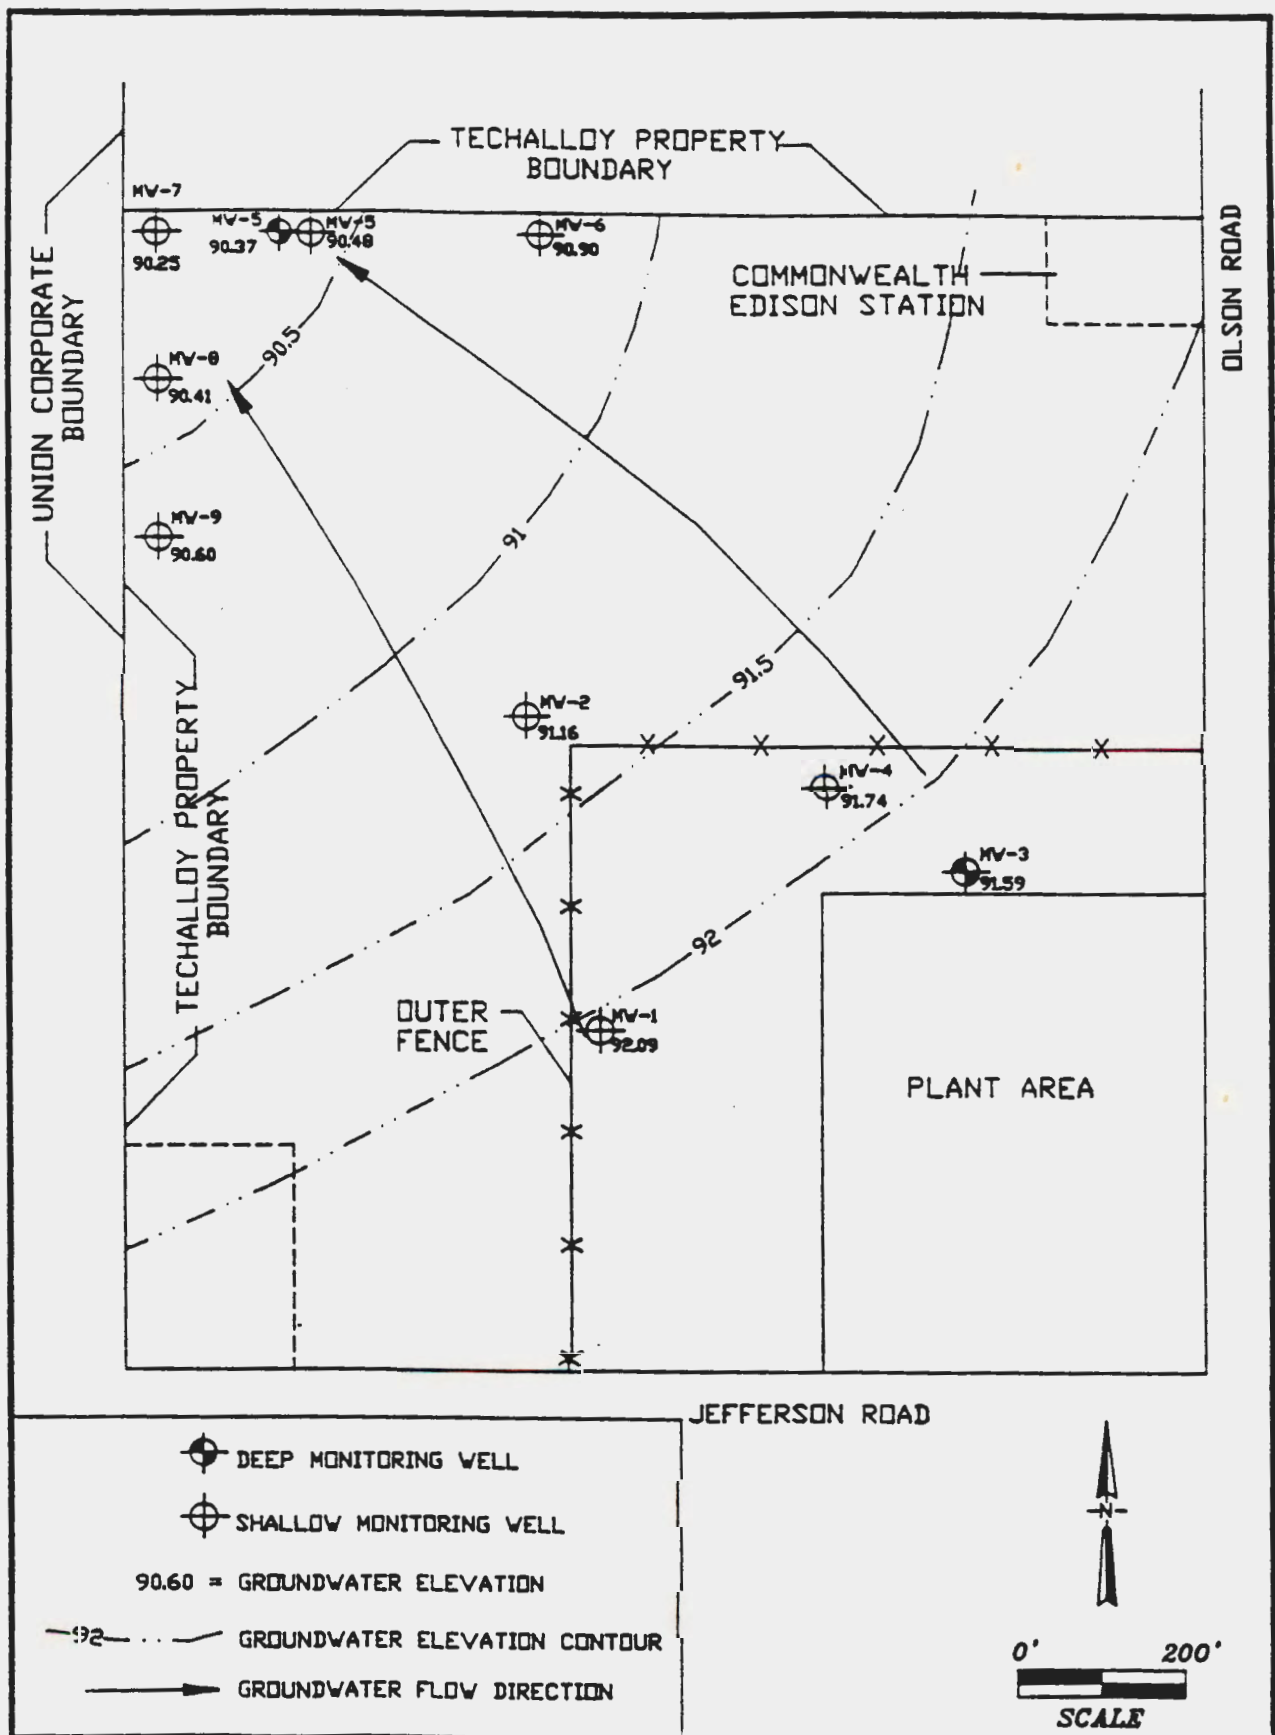 TECHALLOY PROPERTY
BOUNDARY
MW-7
90.25
MW-5
90.37
MW-5
90.48
MW-6
90.90
COMMONWEALTH
EDISON STATION
OLSON ROAD
UNION CORPORATE
BOUNDARY
90.5
MW-8
90.41
MW-9
90.60
91
91.5
MW-2
91.16
MW-4
91.74
MW-3
91.59
TECHALLOY PROPERTY
BOUNDARY
92
OUTER
FENCE
MW-1
92.09
PLANT AREA
JEFFERSON ROAD
DEEP MONITORING WELL
SHALLOW MONITORING WELL
90.60 = GROUNDWATER ELEVATION
92 GROUNDWATER ELEVATION CONTOUR
GROUNDWATER FLOW DIRECTION
N
0' 200'
SCALE